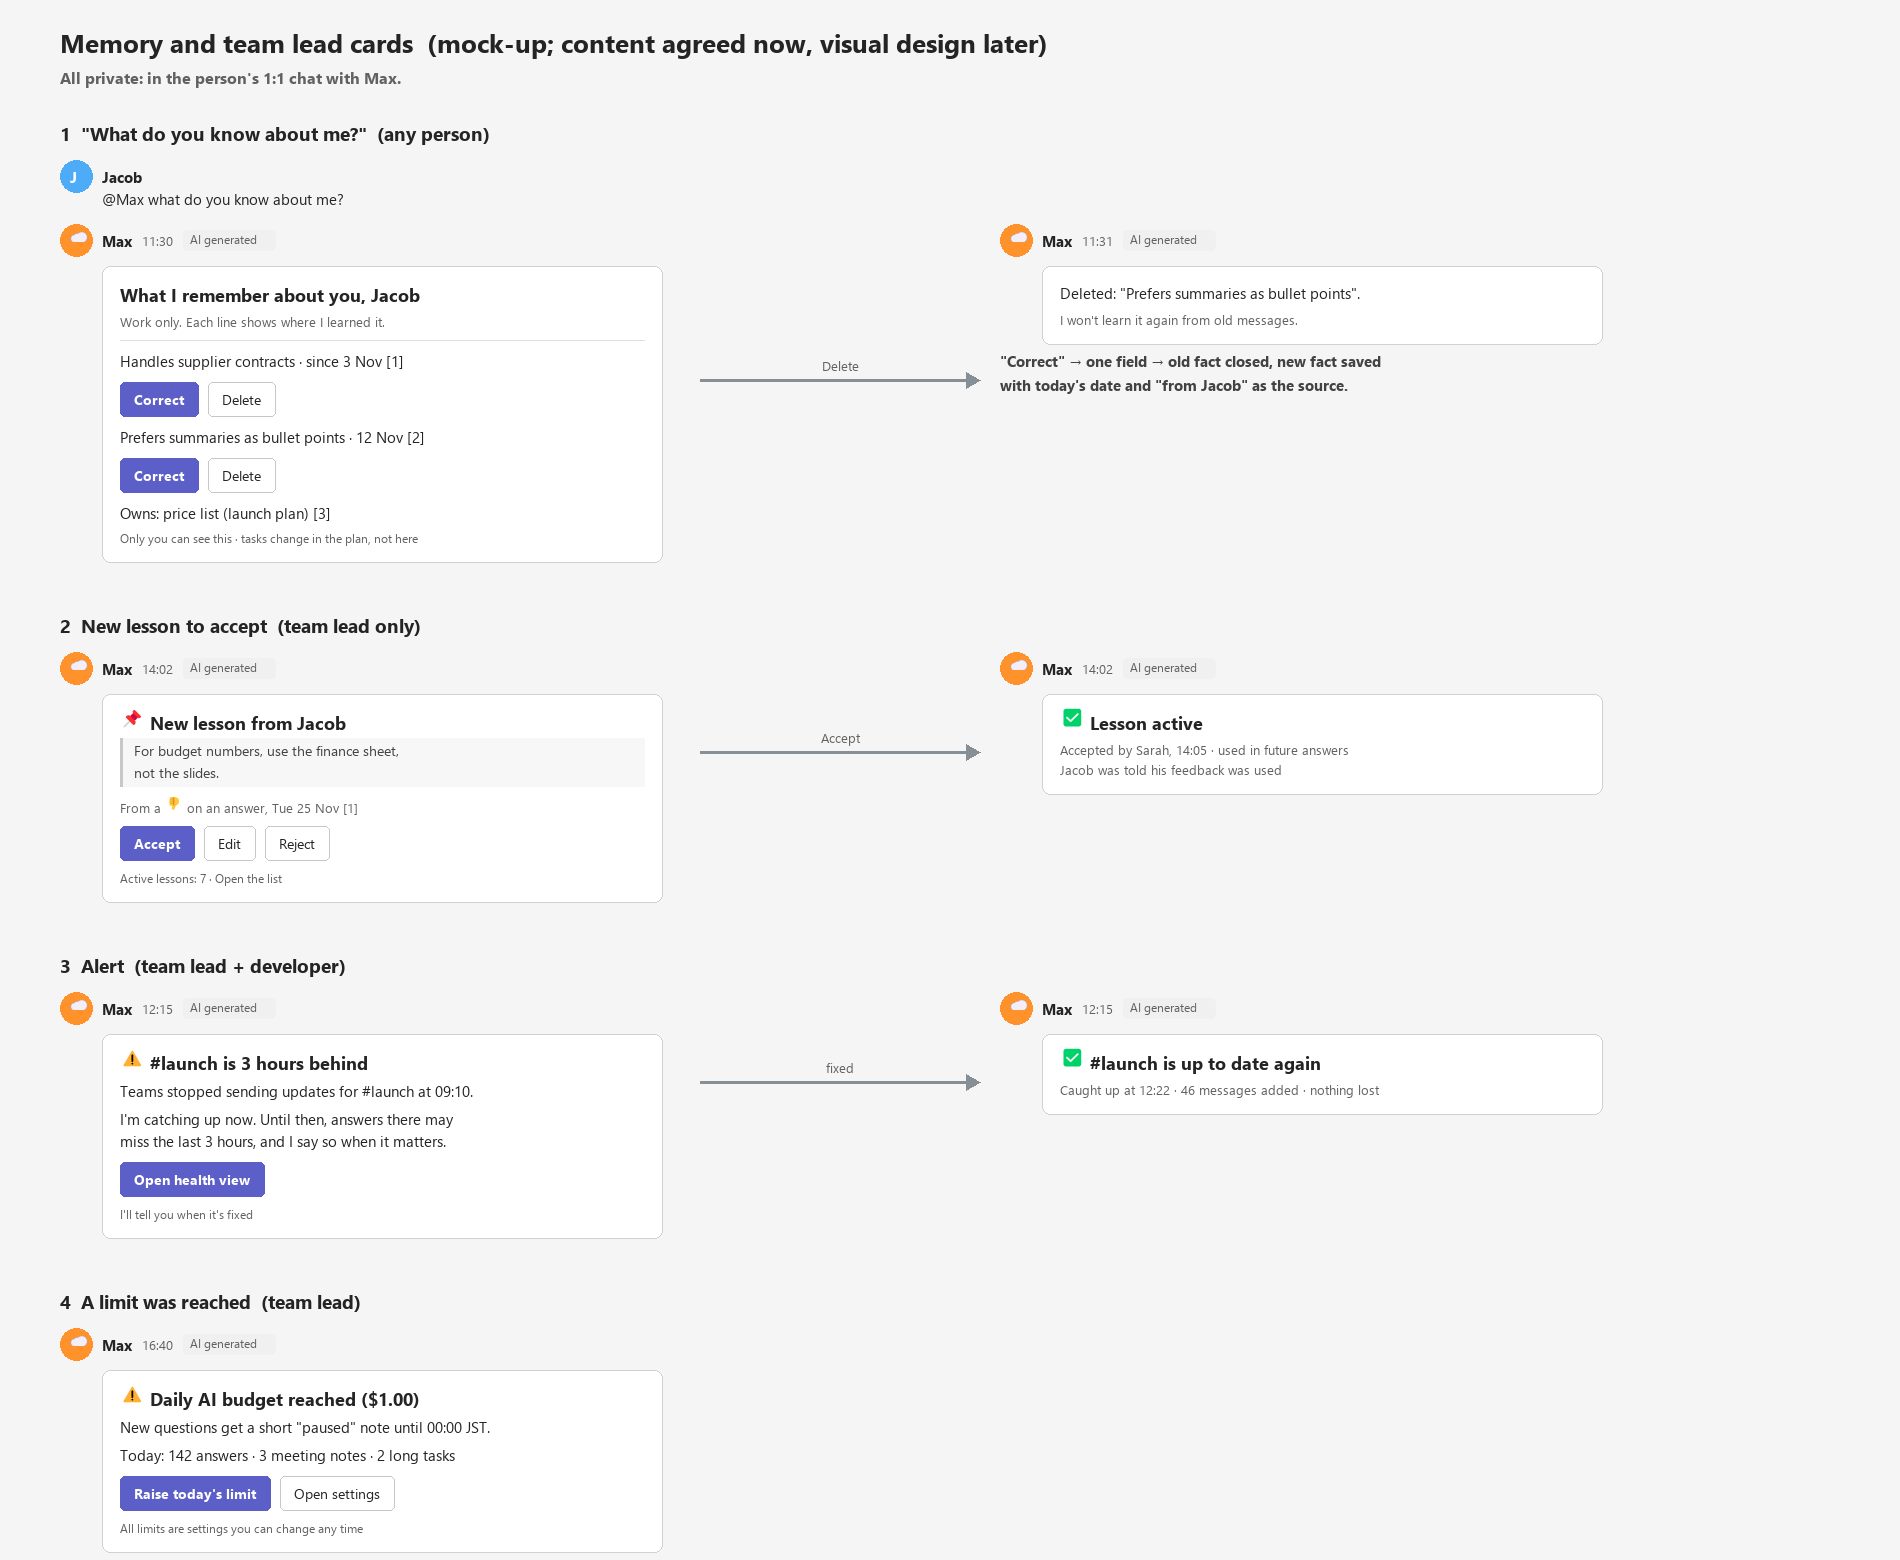 Memory and team lead cards (mock-up; content agreed now, visual design later)
All private: in the person's 1:1 chat with Max.
1 "What do you know about me?" (any person)
J
Jacob
@Max what do you know about me?
Max 11:30 AI generated
What I remember about you, Jacob
Work only. Each line shows where I learned it.
Handles supplier contracts · since 3 Nov [1]
Correct Delete
Prefers summaries as bullet points · 12 Nov [2]
Correct Delete
Owns: price list (launch plan) [3]
Only you can see this · tasks change in the plan, not here
Delete
Max 11:31 AI generated
Deleted: "Prefers summaries as bullet points".
I won't learn it again from old messages.
"Correct" → one field → old fact closed, new fact saved
with today's date and "from Jacob" as the source.
2 New lesson to accept (team lead only)
Max 14:02 AI generated
📌 New lesson from Jacob
For budget numbers, use the finance sheet,
not the slides.
From a 👎 on an answer, Tue 25 Nov [1]
Accept Edit Reject
Active lessons: 7 · Open the list
Accept
Max 14:02 AI generated
✅ Lesson active
Accepted by Sarah, 14:05 · used in future answers
Jacob was told his feedback was used
3 Alert (team lead + developer)
Max 12:15 AI generated
⚠ #launch is 3 hours behind
Teams stopped sending updates for #launch at 09:10.
I'm catching up now. Until then, answers there may
miss the last 3 hours, and I say so when it matters.
Open health view
I'll tell you when it's fixed
fixed
Max 12:15 AI generated
✅ #launch is up to date again
Caught up at 12:22 · 46 messages added · nothing lost
4 A limit was reached (team lead)
Max 16:40 AI generated
⚠ Daily AI budget reached ($1.00)
New questions get a short "paused" note until 00:00 JST.
Today: 142 answers · 3 meeting notes · 2 long tasks
Raise today's limit Open settings
All limits are settings you can change any time